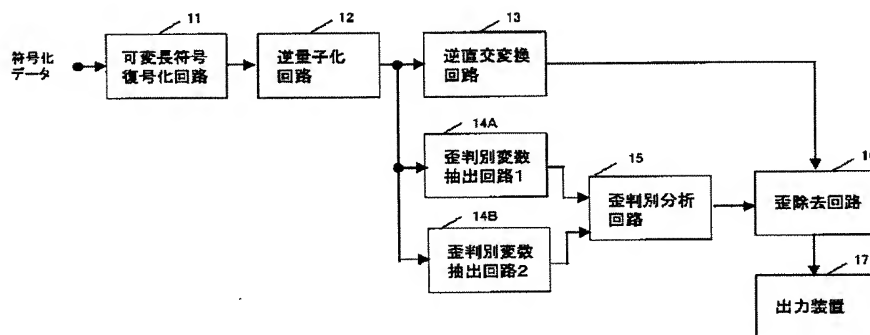 11
12
13
符号化
データ
可変長符号
復号化回路
逆量子化
回路
逆直交変換
回路
14A
歪判別変数
抽出回路1
15
歪判別分析
回路
歪除去回路
14B
歪判別変数
抽出回路2
17
出力装置